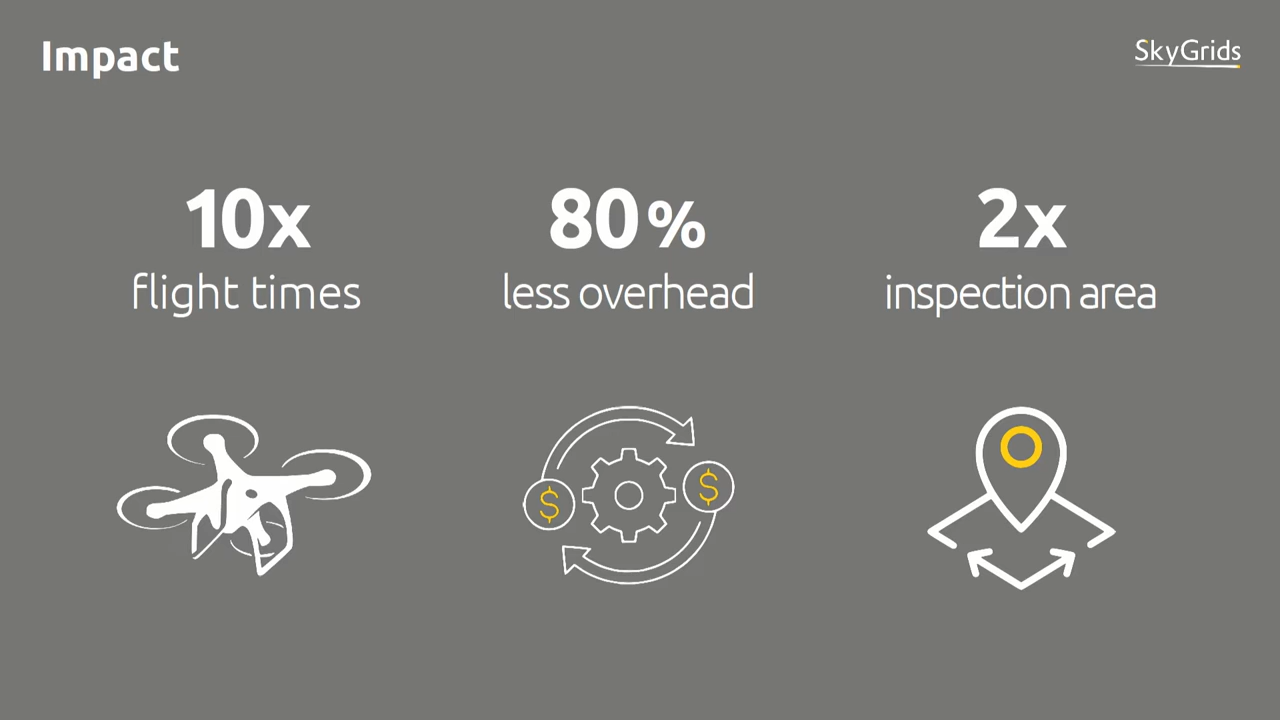 Impact
SkyGrids
10x
flight times
80%
less overhead
2x
inspection area
$
$